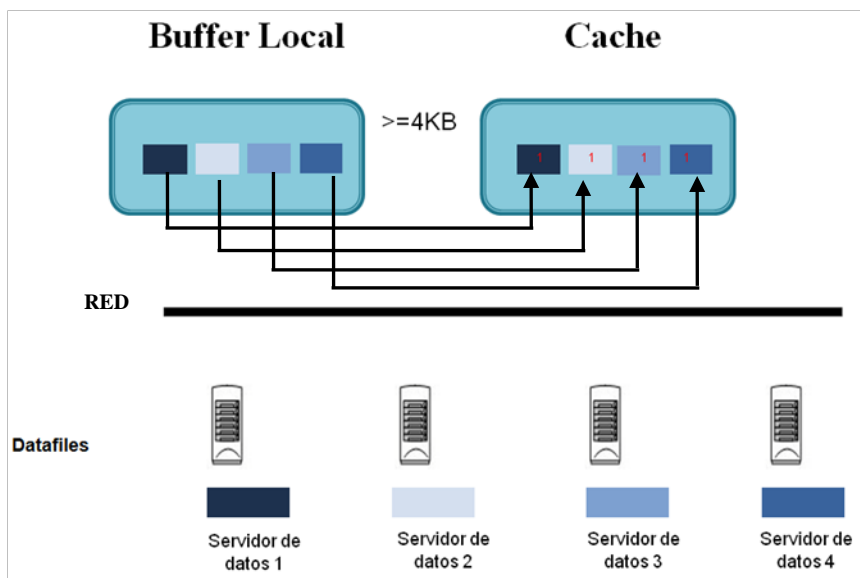 Buffer Local
Cache
>=4KB
1 1 1 1
RED
Datafiles
Servidor de datos 1
Servidor de datos 2
Servidor de datos 3
Servidor de datos 4